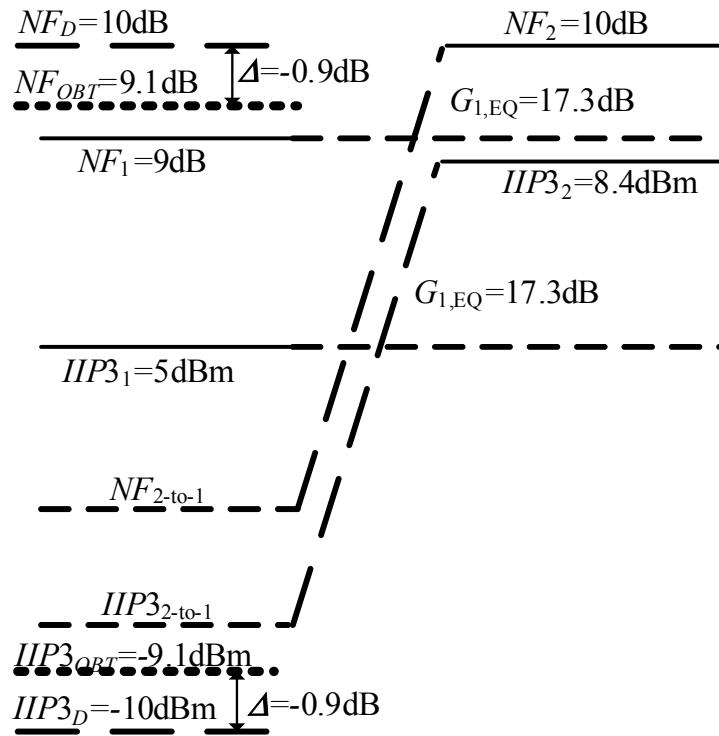 NF_D=10dB
NF_2=10dB
Δ=-0.9dB
NF_OBT=9.1dB
G_1,EQ=17.3dB
NF_1=9dB
IIP3_2=8.4dBm
G_1,EQ=17.3dB
IIP3_1=5dBm
NF_2-to-1
IIP3_2-to-1
IIP3_OBT=-9.1dBm
IIP3_D=-10dBm
Δ=-0.9dB